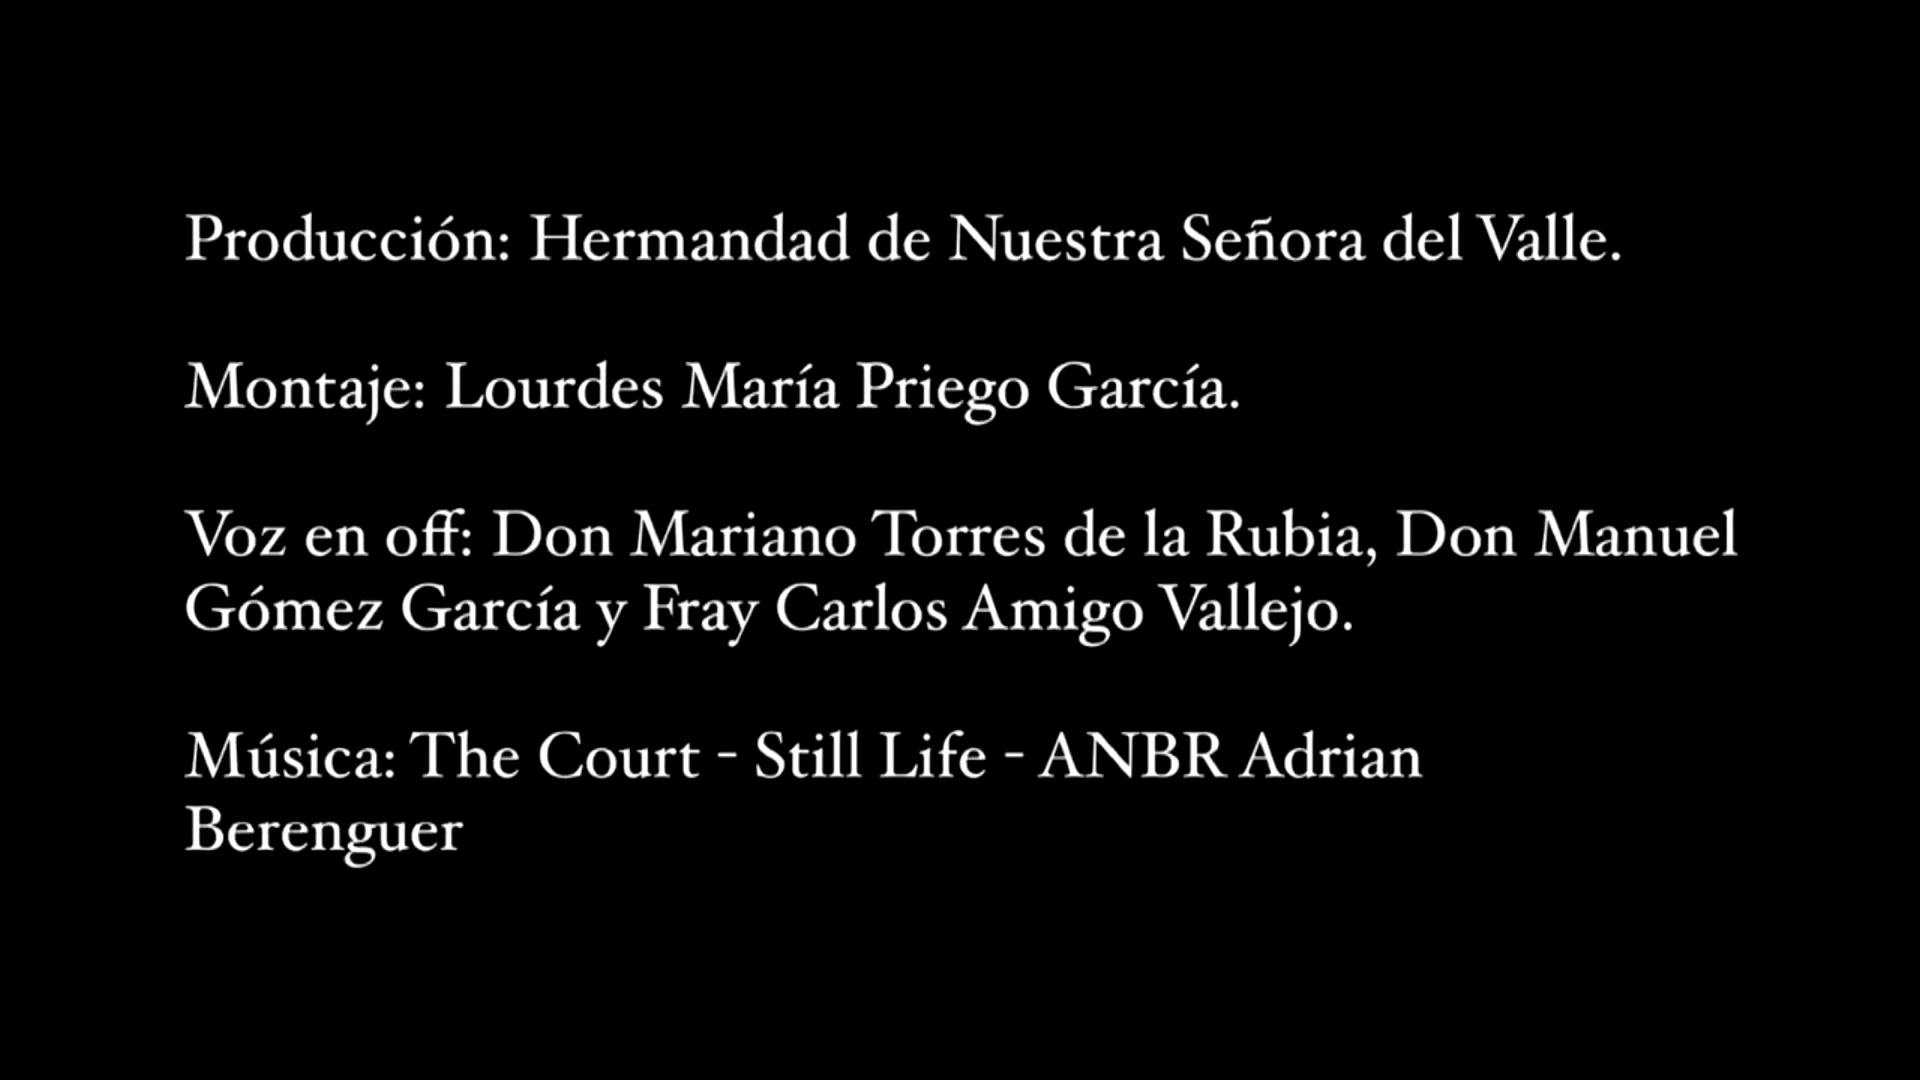 Producción: Hermandad de Nuestra Señora del Valle.
Montaje: Lourdes María Priego García.
Voz en off: Don Mariano Torres de la Rubia, Don Manuel
Gómez García y Fray Carlos Amigo Vallejo.
Música: The Court - Still Life - ANBR Adrian
Berenguer